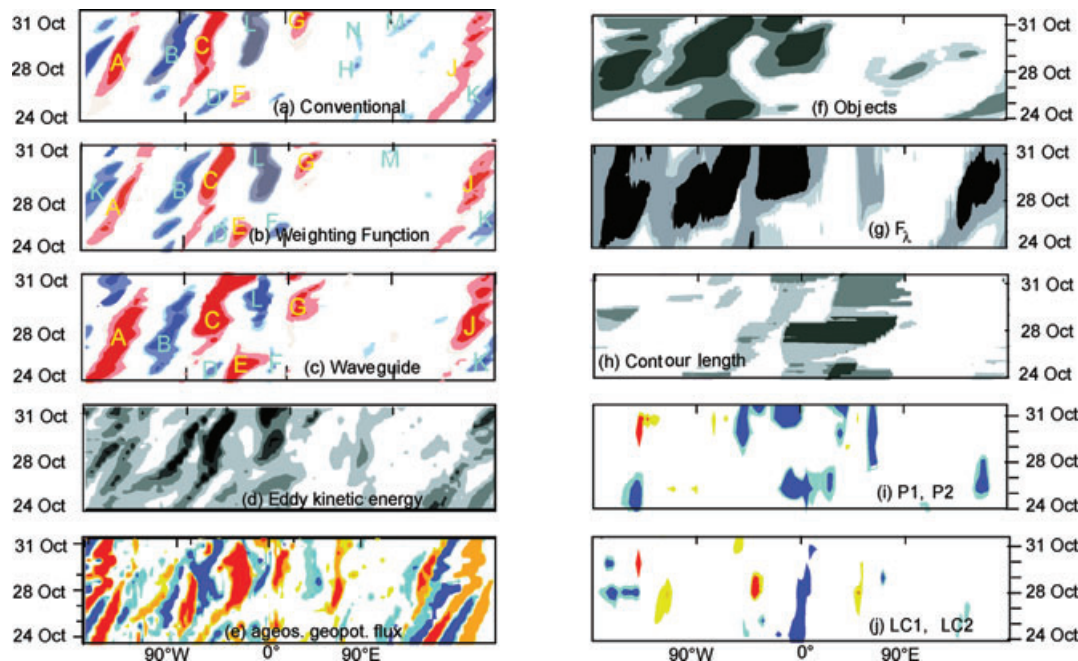 31 Oct
28 Oct
24 Oct
A
B
C
L
G
N
M
H
J
K
D
E
(a) Conventional
31 Oct
28 Oct
24 Oct
K
A
B
C
L
G
M
J
K
D
E
F
(b) Weighting Function
31 Oct
28 Oct
24 Oct
A
B
C
L
G
J
K
D
E
F
(c) Waveguide
31 Oct
28 Oct
24 Oct
(d) Eddy kinetic energy
31 Oct
28 Oct
24 Oct
(e) ageos. geopot. flux
90°W
0°
90°E
31 Oct
28 Oct
24 Oct
(f) Objects
31 Oct
28 Oct
24 Oct
(g) Fλ
31 Oct
28 Oct
24 Oct
(h) Contour length
31 Oct
28 Oct
24 Oct
(i) P1, P2
31 Oct
28 Oct
24 Oct
(j) LC1, LC2
90°W
0°
90°E